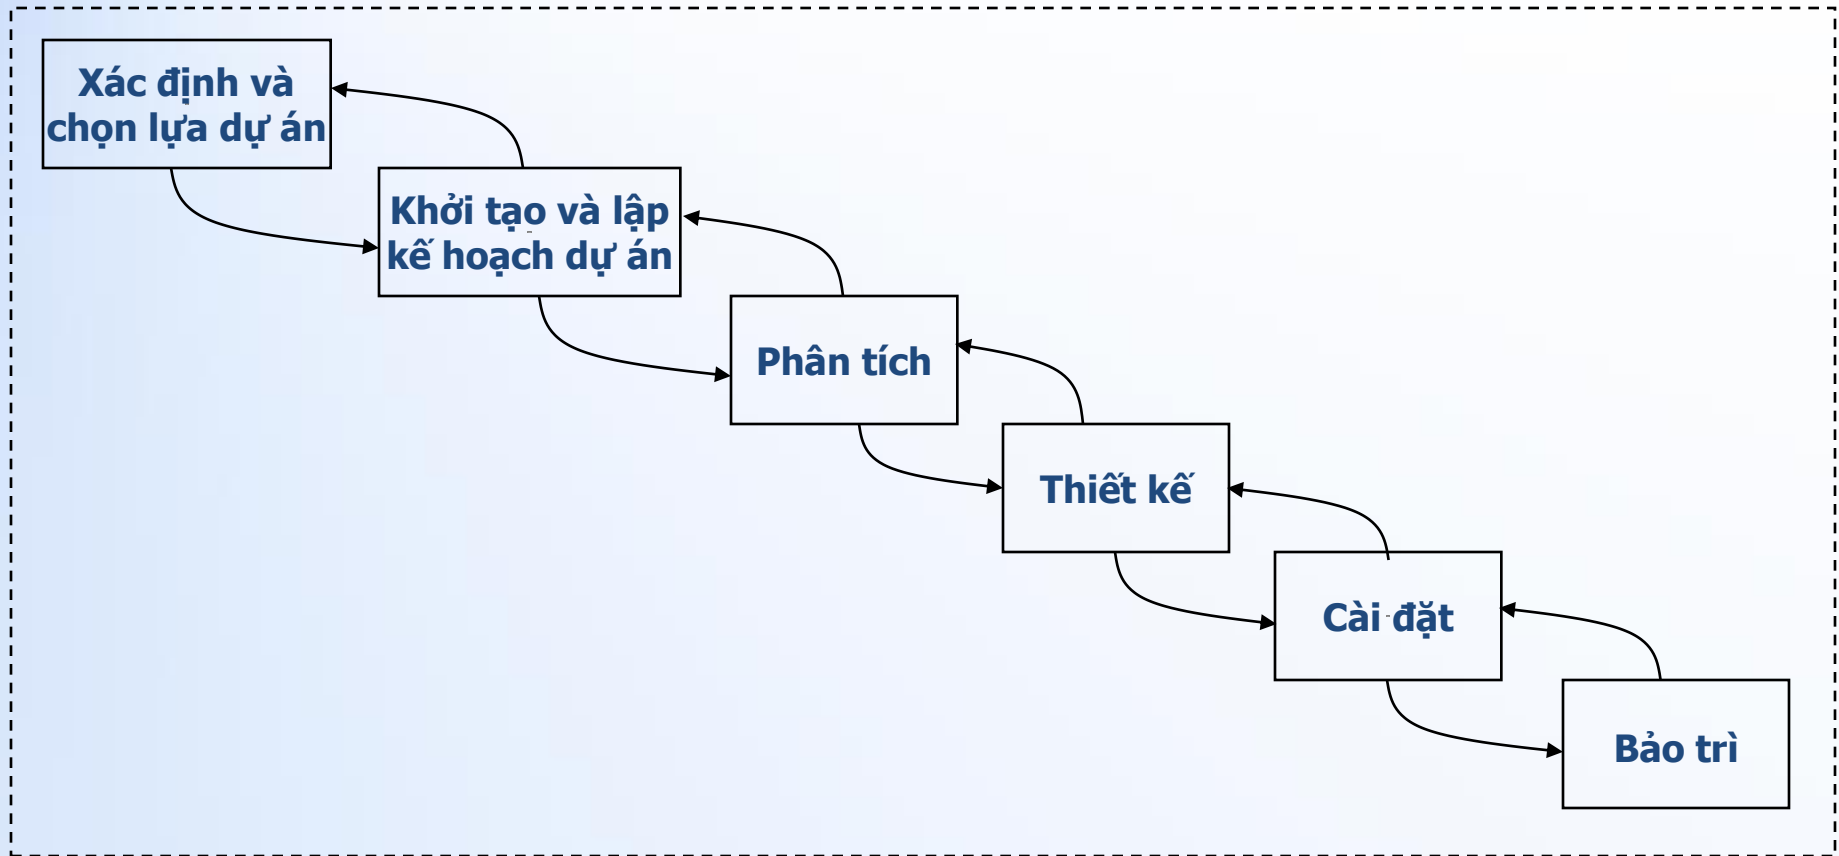 Xác định và
chọn lựa dự án
Khởi tạo và lập
kế hoạch dự án
Phân tích
Thiết kế
Cài đặt
Bảo trì